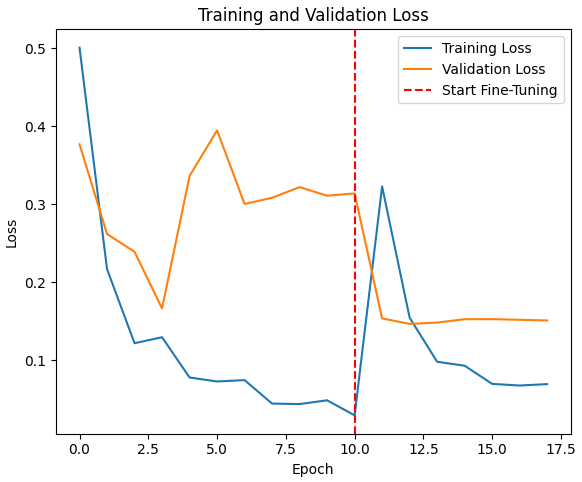 Training and Validation Loss
Training Loss
Validation Loss
Start Fine-Tuning
0.5
0.4
0.3
0.2
0.1
Loss
0.0 2.5 5.0 7.5 10.0 12.5 15.0 17.5
Epoch